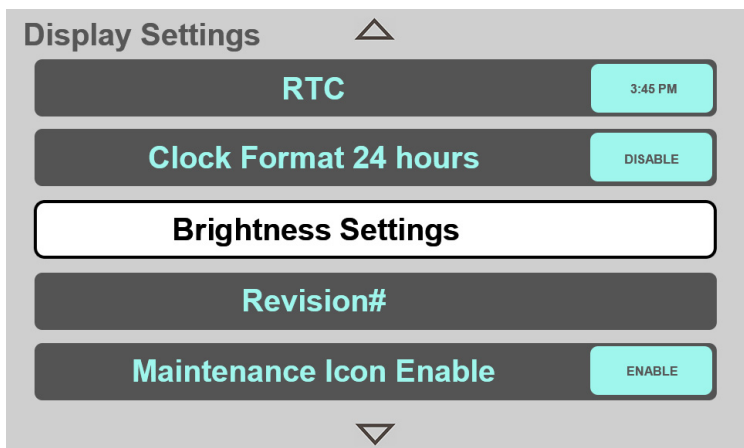 Display Settings
RTC 3:45 PM
Clock Format 24 hours DISABLE
Brightness Settings
Revision#
Maintenance Icon Enable ENABLE